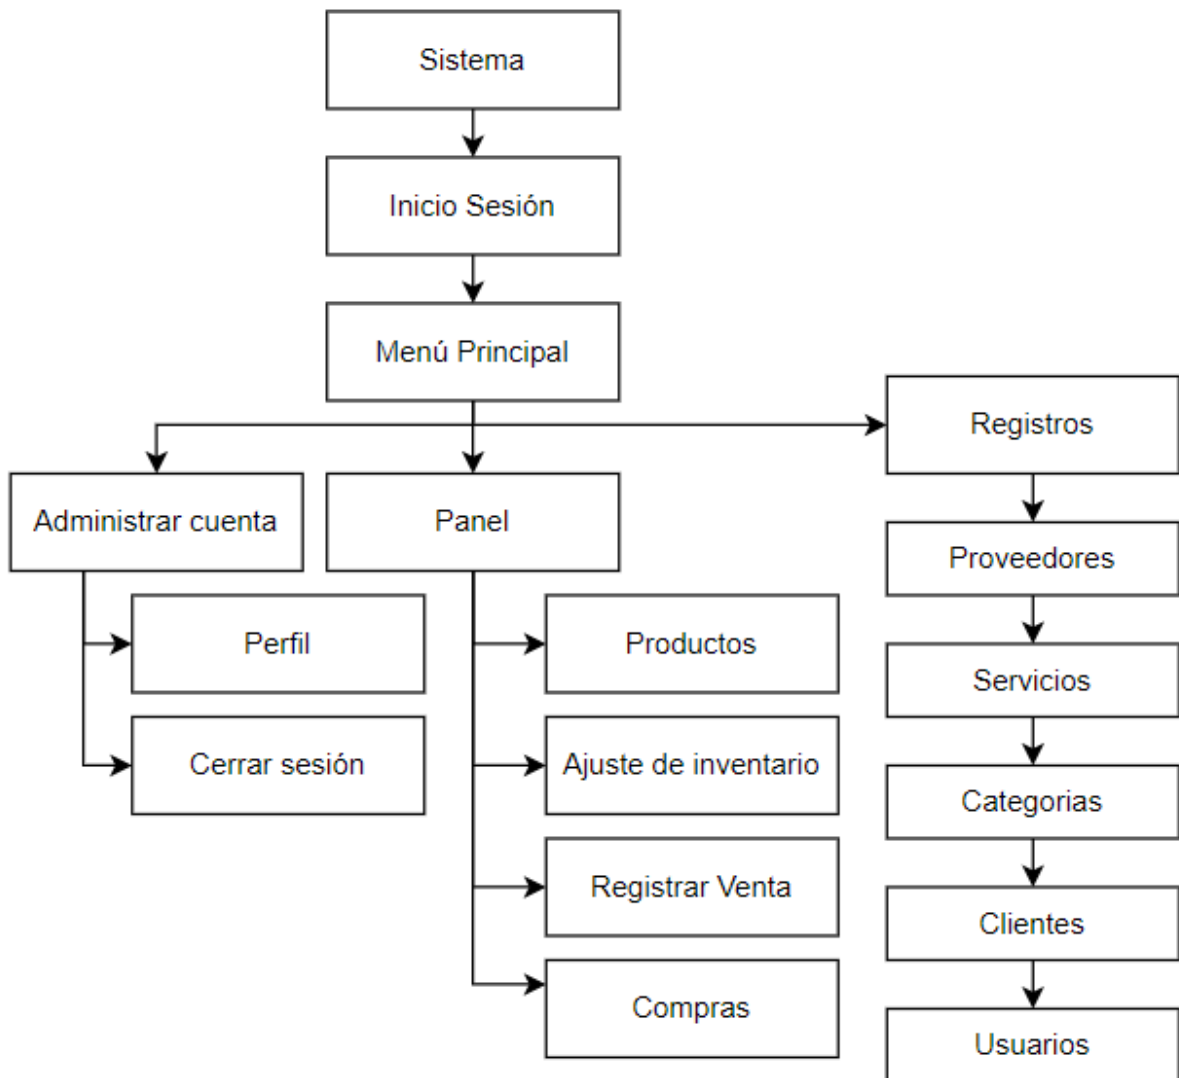 Sistema
Inicio Sesión
Menú Principal
Administrar cuenta
Perfil
Cerrar sesión
Panel
Productos
Ajuste de inventario
Registrar Venta
Compras
Registros
Proveedores
Servicios
Categorias
Clientes
Usuarios